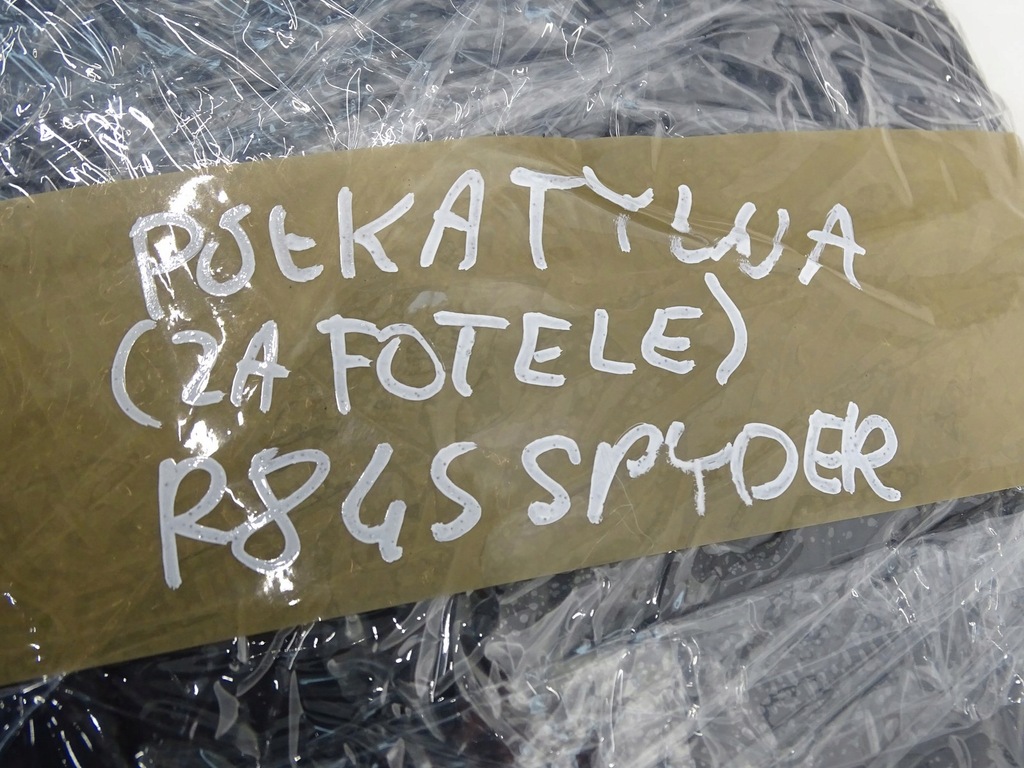 PÓŁKA TYLNA
(ZA FOTELE)
R8 4S SPYDER